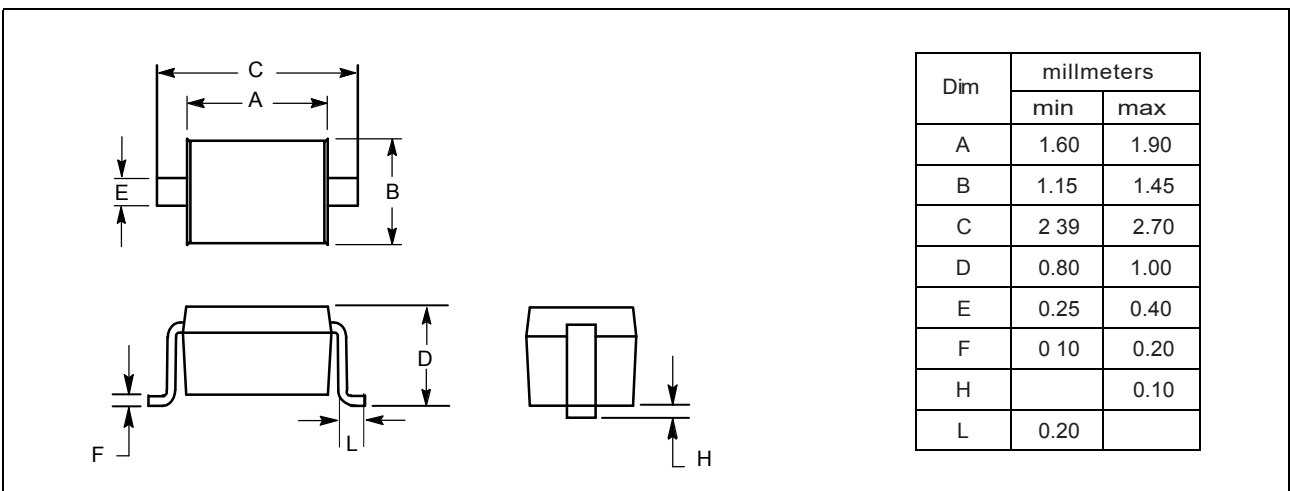 C
A
E
B
D
F
L
H
Dim millmeters
min max
A 1.60 1.90
B 1.15 1.45
C 2 39 2.70
D 0.80 1.00
E 0.25 0.40
F 0 10 0.20
H 0.10
L 0.20